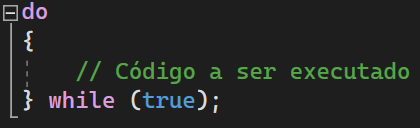 do
{
// Código a ser executado
} while (true);